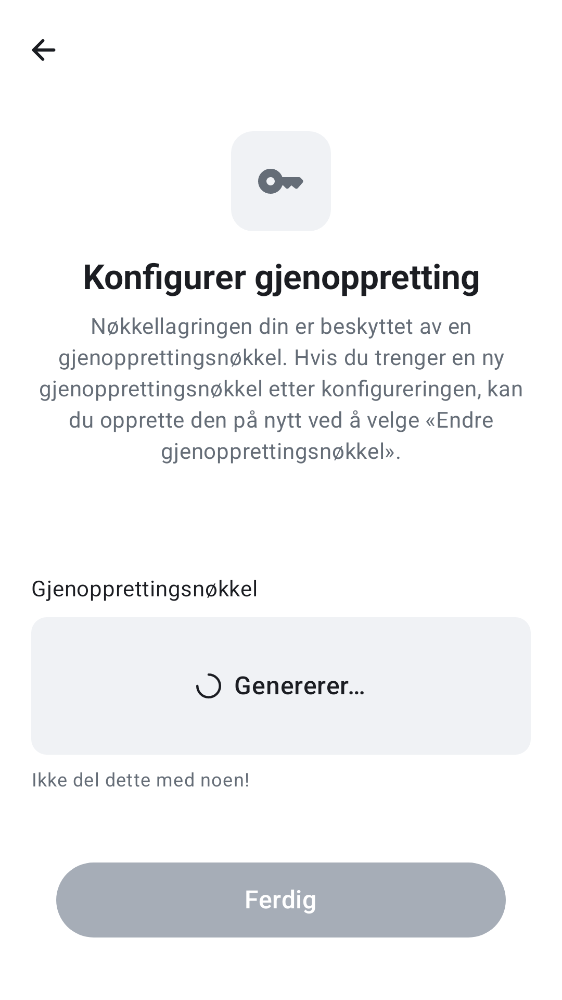 Konfigurer gjenoppretting
Nøkkellagringen din er beskyttet av en
gjenopprettingsnøkkel. Hvis du trenger en ny
gjenopprettingsnøkkel etter konfigureringen, kan
du opprette den på nytt ved å velge «Endre
gjenopprettingsnøkkel».
Gjenopprettingsnøkkel
Genererer…
Ikke del dette med noen!
Ferdig